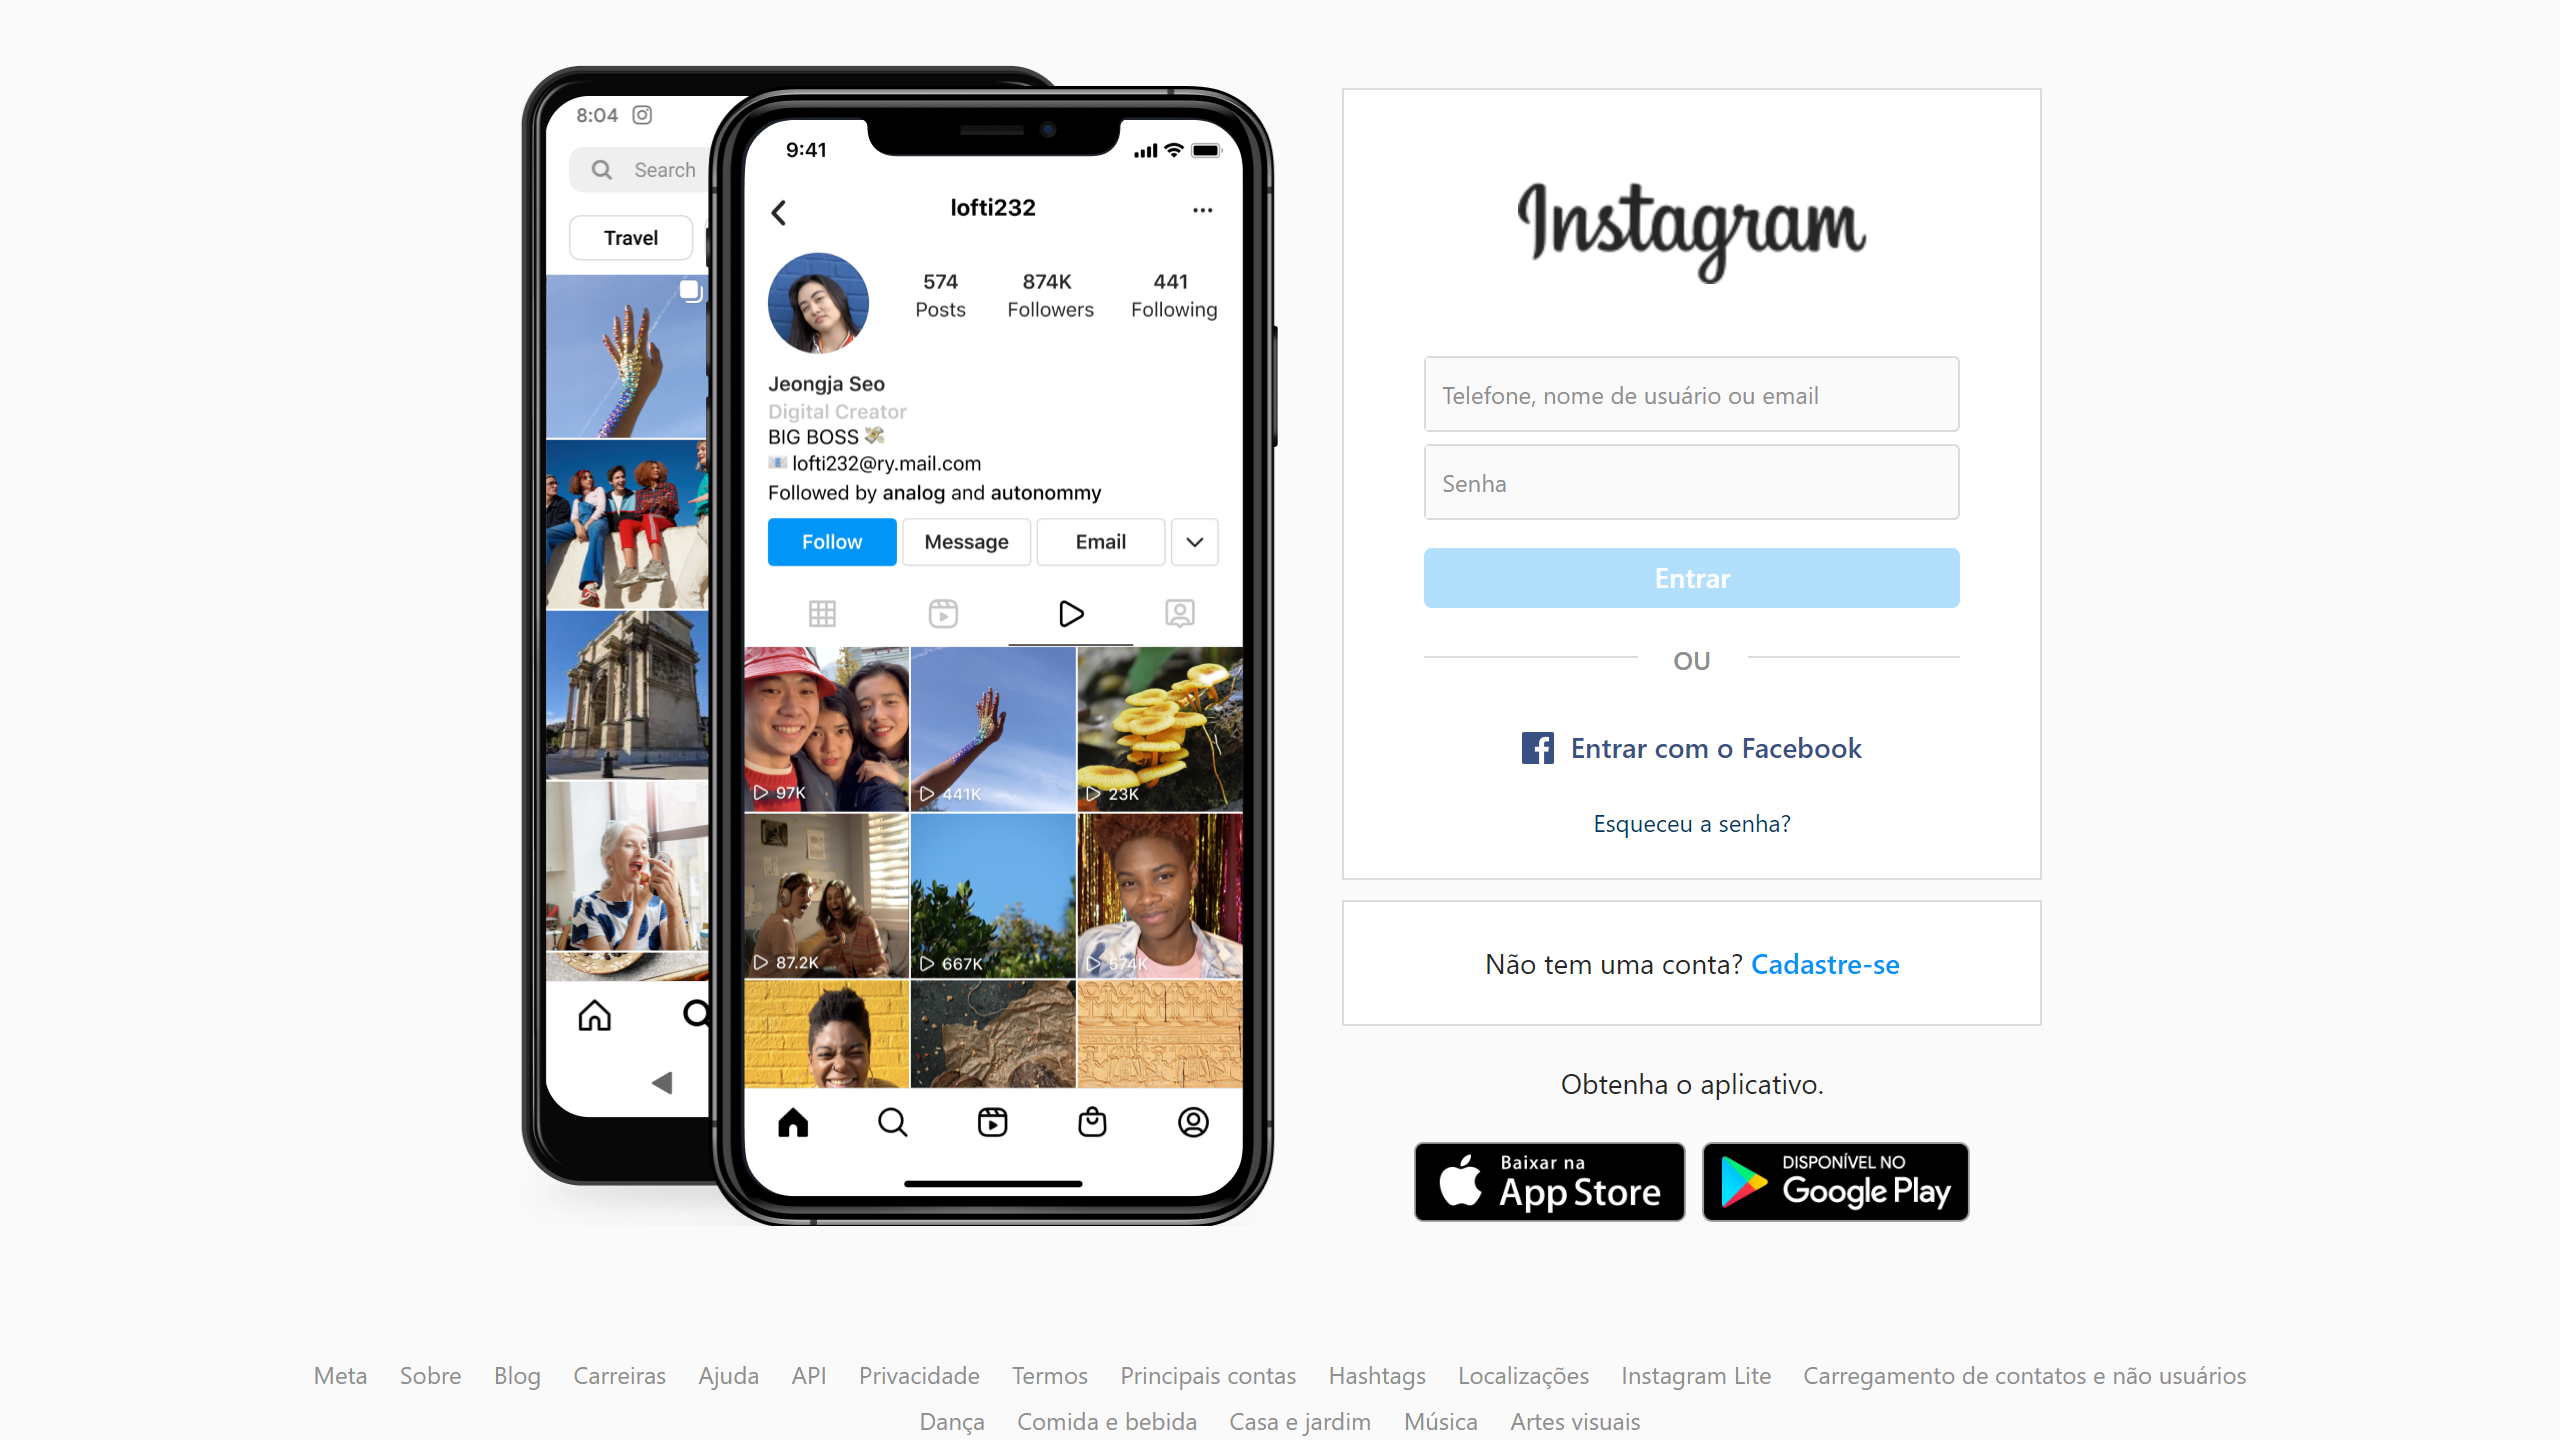 8:04
Search
Travel
9:41
lofti232
574 874K 441
Posts Followers Following
Jeongja Seo
Digital Creator
BIG BOSS 💸
📧 lofti232@ry.mail.com
Followed by analog and autonommy
Follow Message Email
97K 441K 23K
87.2K 667K 574K
Instagram
Telefone, nome de usuário ou email
Senha
Entrar
OU
Entrar com o Facebook
Esqueceu a senha?
Não tem uma conta? Cadastre-se
Obtenha o aplicativo.
Baixar na
App Store
DISPONÍVEL NO
Google Play
Meta Sobre Blog Carreiras Ajuda API Privacidade Termos Principais contas Hashtags Localizações Instagram Lite Carregamento de contatos e não usuários
Dança Comida e bebida Casa e jardim Música Artes visuais